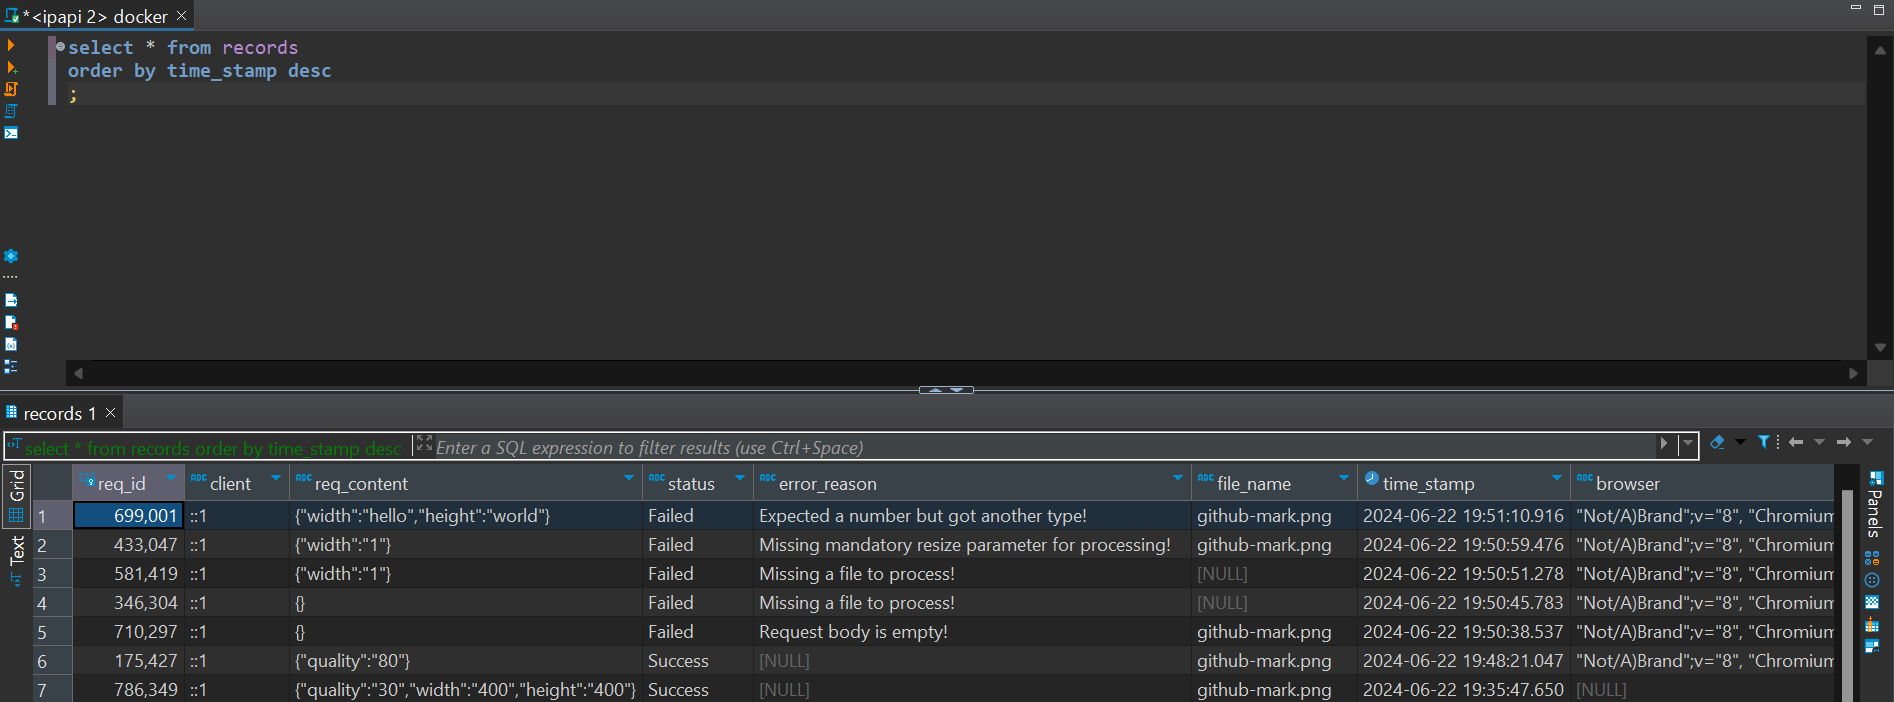 *<ipapi 2> docker
select * from records
order by time_stamp desc
;
records 1
select * from records order by time_stamp desc Enter a SQL expression to filter results (use Ctrl+Space)
Grid
Text
Panels
req_id client req_content status error_reason file_name time_stamp browser
1 699,001 ::1 {"width":"hello","height":"world"} Failed Expected a number but got another type! github-mark.png 2024-06-22 19:51:10.916 "Not/A)Brand";v="8", "Chromium
2 433,047 ::1 {"width":"1"} Failed Missing mandatory resize parameter for processing! github-mark.png 2024-06-22 19:50:59.476 "Not/A)Brand";v="8", "Chromium
3 581,419 ::1 {"width":"1"} Failed Missing a file to process! [NULL] 2024-06-22 19:50:51.278 "Not/A)Brand";v="8", "Chromium
4 346,304 ::1 {} Failed Missing a file to process! [NULL] 2024-06-22 19:50:45.783 "Not/A)Brand";v="8", "Chromium
5 710,297 ::1 {} Failed Request body is empty! github-mark.png 2024-06-22 19:50:38.537 "Not/A)Brand";v="8", "Chromium
6 175,427 ::1 {"quality":"80"} Success [NULL] github-mark.png 2024-06-22 19:48:21.047 "Not/A)Brand";v="8", "Chromium
7 786,349 ::1 {"quality":"30","width":"400","height":"400"} Success [NULL] github-mark.png 2024-06-22 19:35:47.650 [NULL]